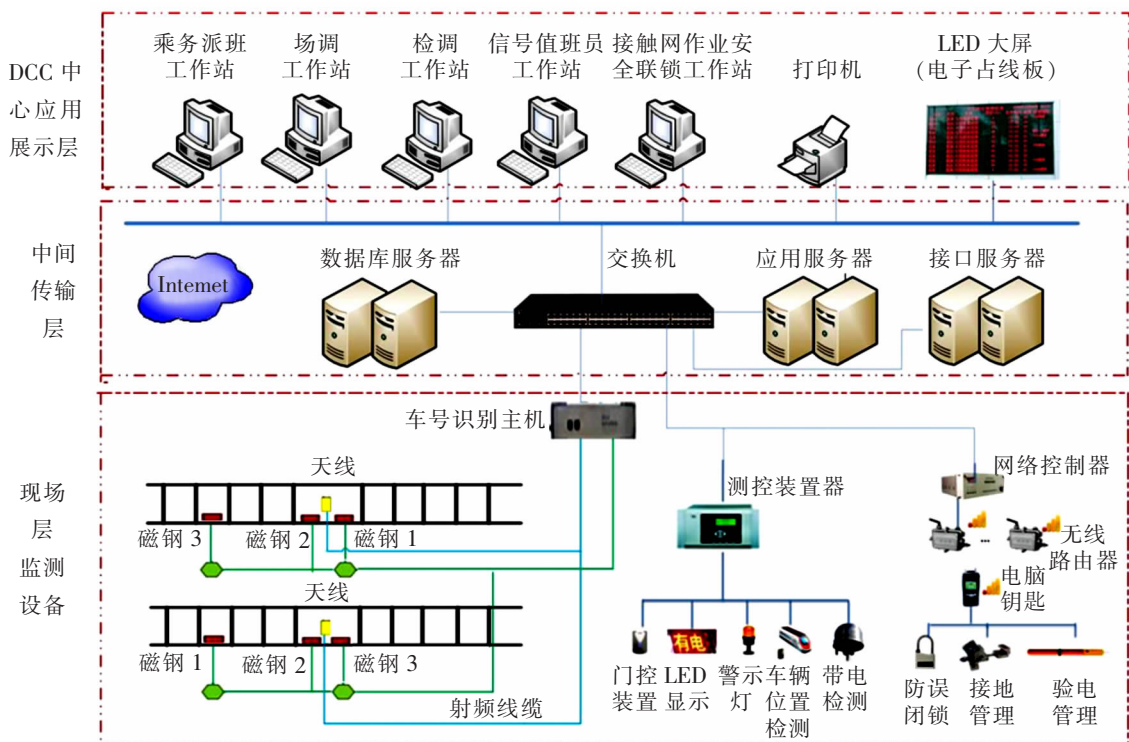 DCC 中
心应用
展示层
乘务派班
工作站
场调
工作站
检调
工作站
信号值班员
工作站
接触网作业安
全联锁工作站
打印机
LED 大屏
(电子占线板)
中间
传输
层
Internet
数据库服务器
交换机
应用服务器
接口服务器
现场
层
监测
设备
车号识别主机
天线
磁钢 3
磁钢 2
磁钢 1
天线
磁钢 1
磁钢 2
磁钢 3
射频线缆
测控装置器
有电
门控
装置
LED
显示
警示
灯
车辆
位置
检测
带电
检测
网络控制器
...
无线
路由器
电脑
钥匙
防误
闭锁
接地
管理
验电
管理